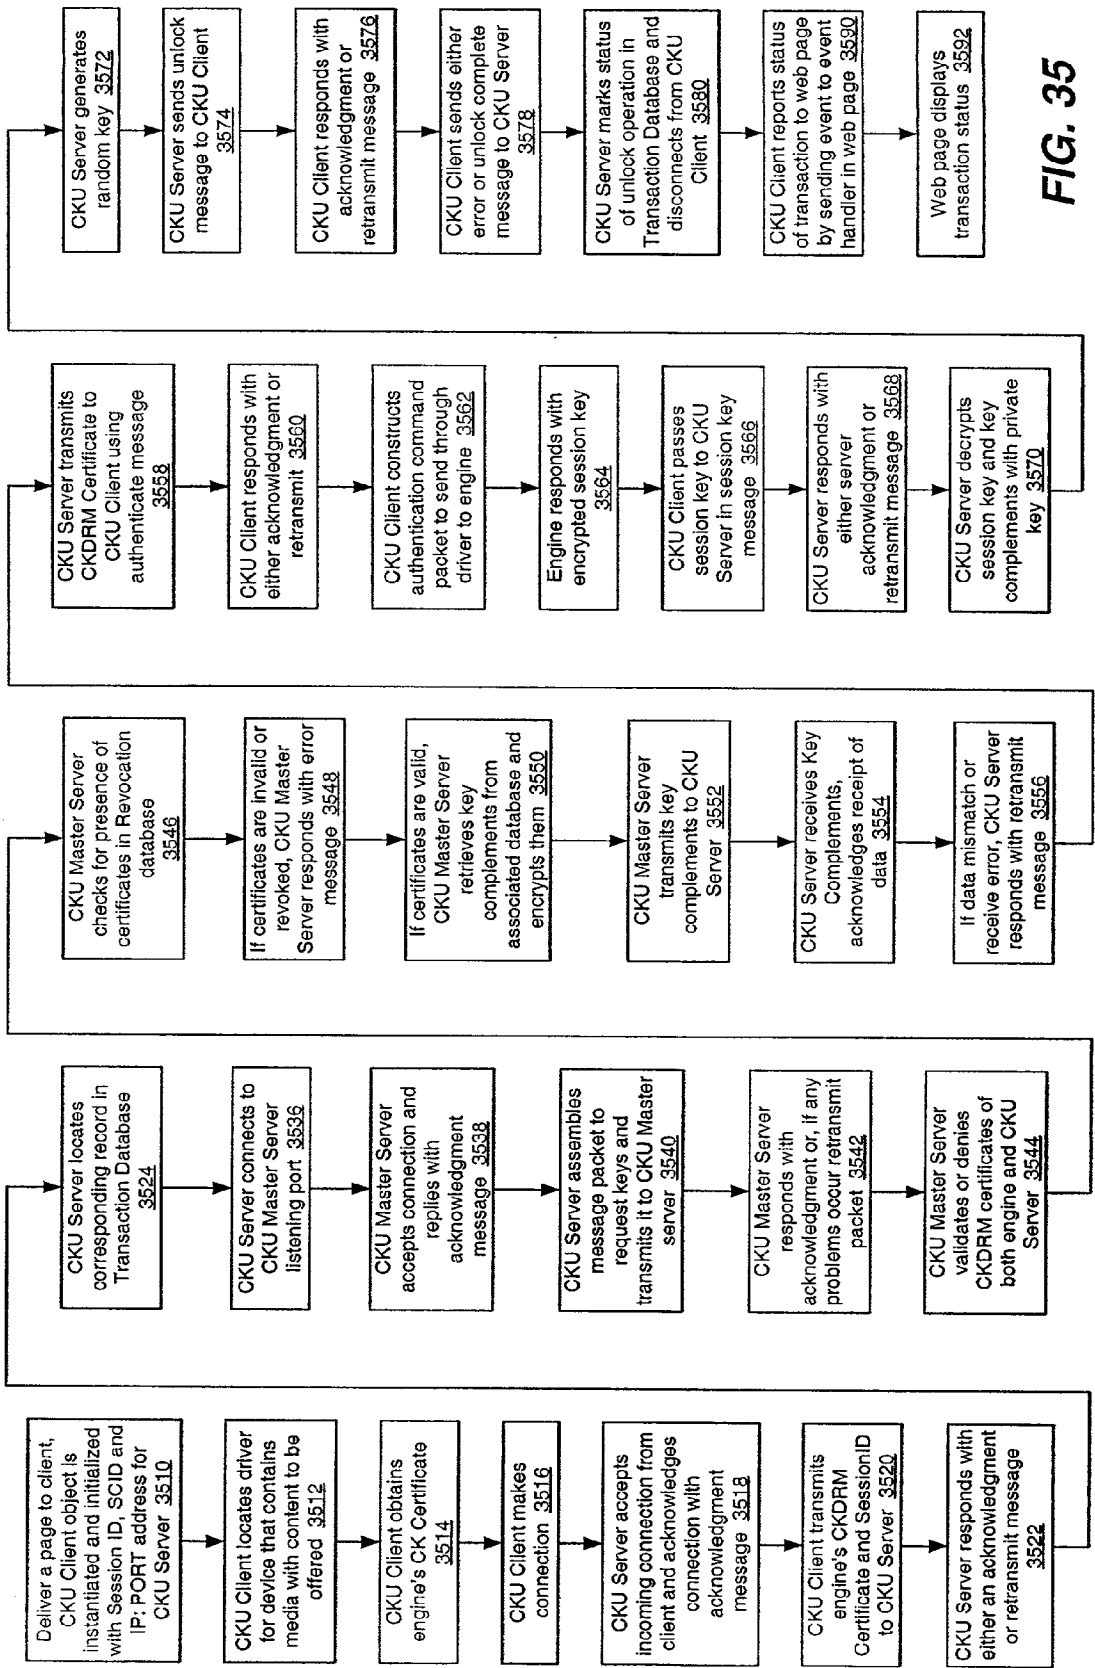 Deliver a page to client,
CKU Client object is
instantiated and initialized
with Session ID, SCID and
IP: PORT address for
CKU Server 3510
CKU Client locates driver
for device that contains
media with content to be
offered 3512
CKU Client obtains
engine's CK Certificate
3514
CKU Client makes
connection 3516
CKU Server accepts
incoming connection from
client and acknowledges
connection with
acknowledgment
message 3518
CKU Client transmits
engine's CKDRM
Certificate and SessionID
to CKU Server 3520
CKU Server responds with
either an acknowledgment
or retransmit message
3522
CKU Server locates
corresponding record in
Transaction Database
3524
CKU Server connects to
CKU Master Server
listening port 3536
CKU Master Server
accepts connection and
replies with
acknowledgment
message 3538
CKU Server assembles
message packet to
request keys and
transmits it to CKU Master
server 3540
CKU Master Server
responds with
acknowledgment or, if any
problems occur retransmit
packet 3542
CKU Master Server
validates or denies
CKDRM certificates of
both engine and CKU
Server 3544
CKU Master Server
checks for presence of
certificates in Revocation
database
3546
If certificates are invalid or
revoked, CKU Master
Server responds with error
message 3548
If certificates are valid,
CKU Master Server
retrieves key
complements from
associated database and
encrypts them 3550
CKU Master Server
transmits key
complements to CKU
Server 3552
CKU Server receives Key
Complements,
acknowledges receipt of
data 3554
If data mismatch or
receive error, CKU Server
responds with retransmit
message 3556
CKU Server transmits
CKDRM Certificate to
CKU Client using
authenticate message
3558
CKU Client responds with
either acknowledgment or
retransmit 3560
CKU Client constructs
authentication command
packet to send through
driver to engine 3562
Engine responds with
encrypted session key
3564
CKU Client passes
session key to CKU
Server in session key
message 3566
CKU Server responds with
either server
acknowledgment or
retransmit message 3568
CKU Server decrypts
session key and key
complements with private
key 3570
CKU Server generates
random key 3572
CKU Server sends unlock
message to CKU Client
3574
CKU Client responds with
acknowledgment or
retransmit message 3576
CKU Client sends either
error or unlock complete
message to CKU Server
3578
CKU Server marks status
of unlock operation in
Transaction Database and
disconnects from CKU
Client 3580
CKU Client reports status
of transaction to web page
by sending event to event
handler in web page 3590
Web page displays
transaction status 3592
FIG. 35